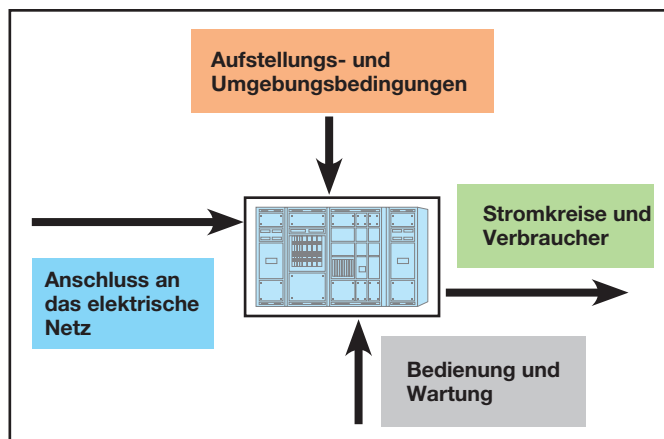 Aufstellungs- und
Umgebungsbedingungen
Stromkreise und
Verbraucher
Anschluss an
das elektrische
Netz
Bedienung und
Wartung